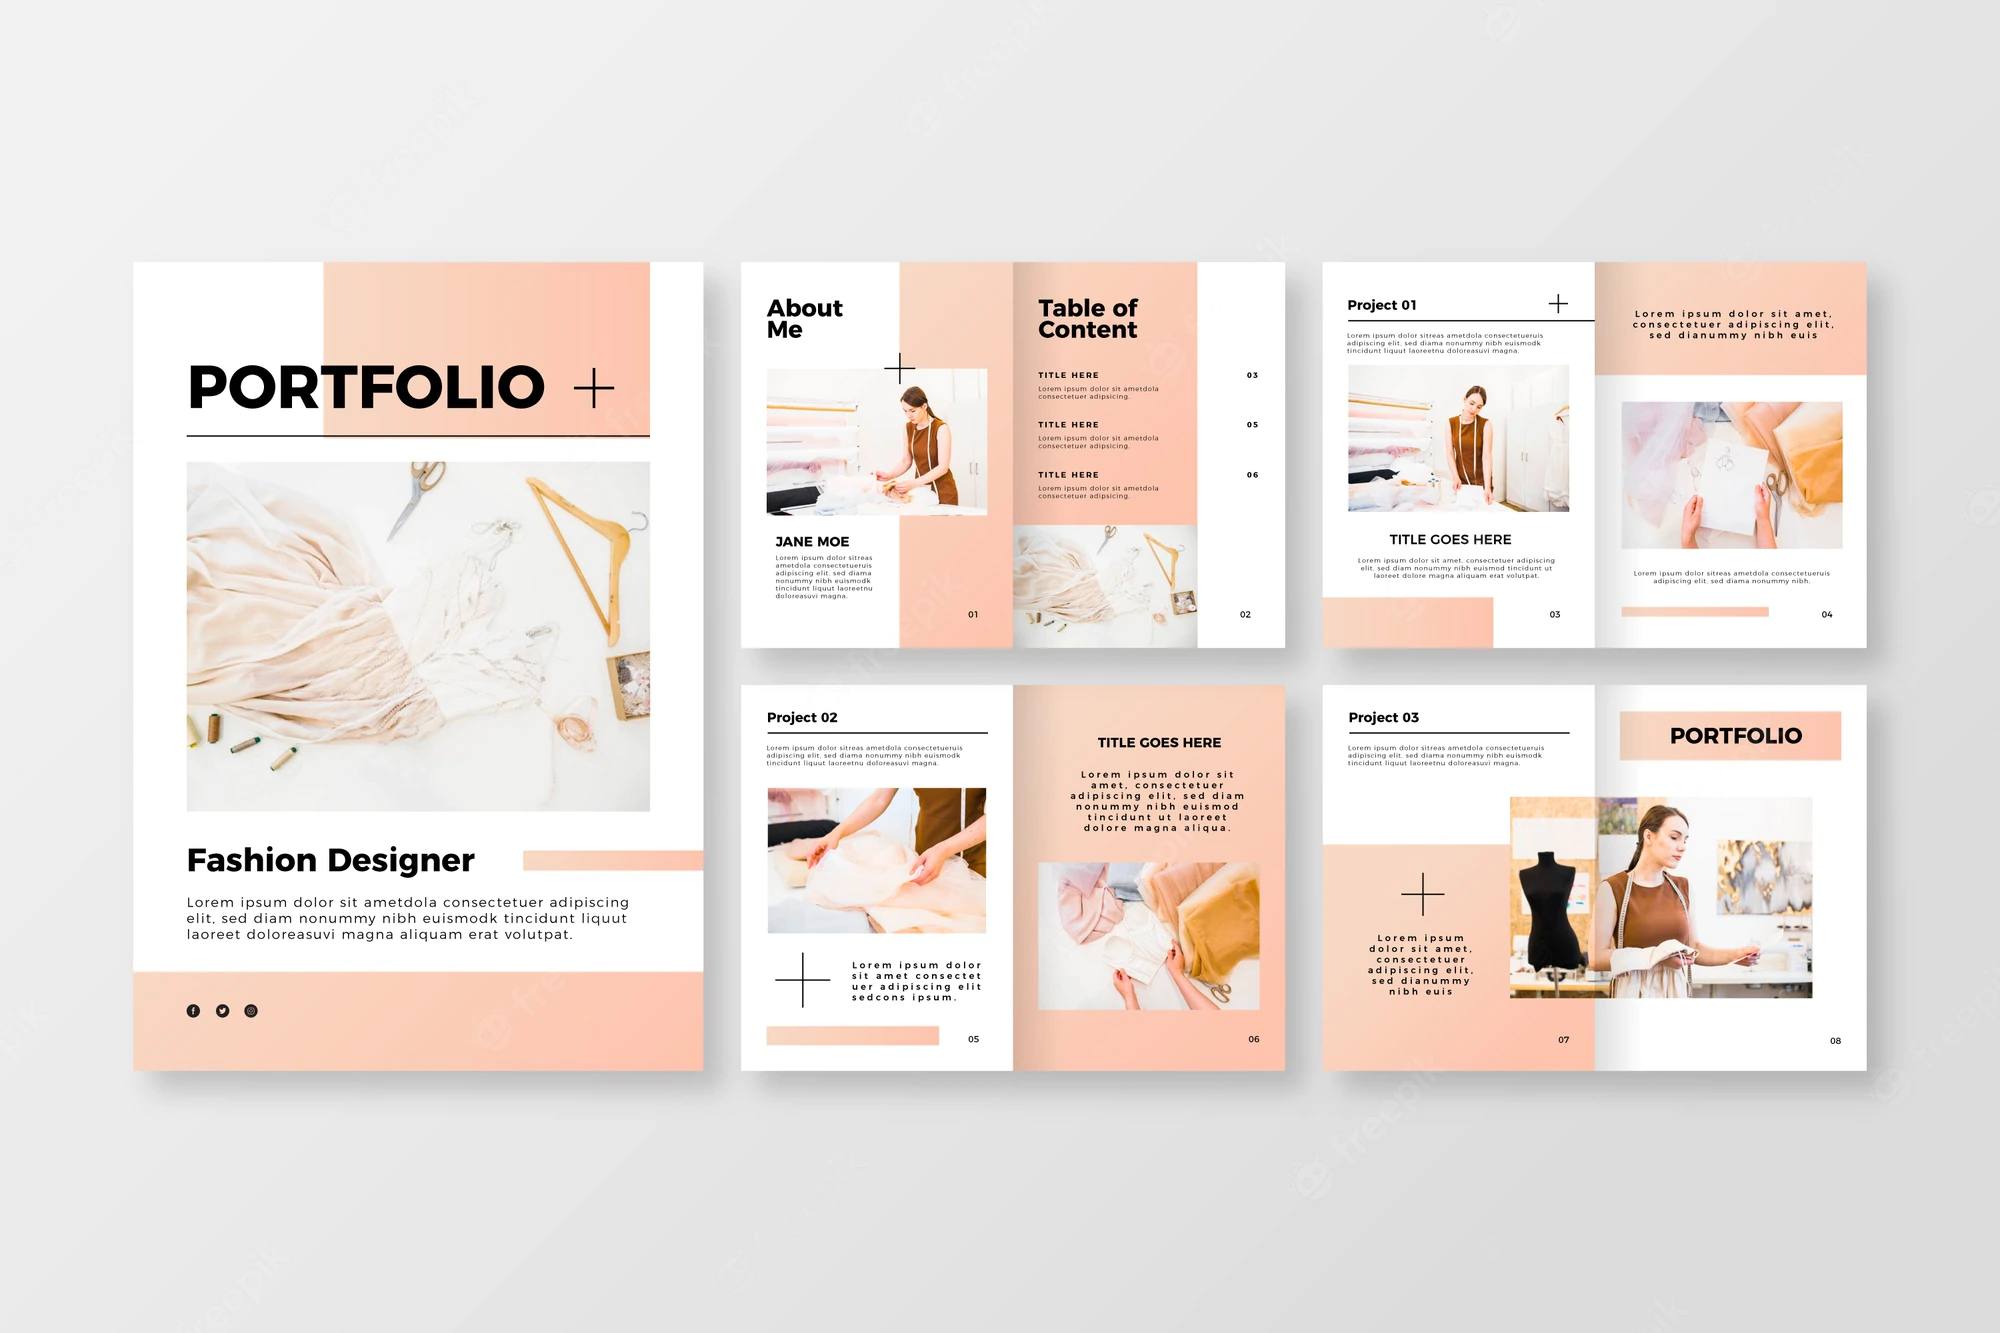 PORTFOLIO
Fashion Designer
Lorem ipsum dolor sit ametdola consectetuer adipiscing
elit, sed diam nonummy nibh euismodk tincidunt liquut
laoreet doloreasuvi magna aliquam erat volutpat.
About
Me
JANE MOE
Lorem ipsum dolor sitreas
ametdola consectetueruis
adipiscing elit, sed diama
nonummy nibh euismodk
tincidunt liquut laoreetnu
doloreasuvi magna.
01
Table of
Content
TITLE HERE
03
Lorem ipsum dolor sit ametdola
consectetuer adipsicing.
TITLE HERE
05
Lorem ipsum dolor sit ametdola
consectetuer adipsicing.
TITLE HERE
06
Lorem ipsum dolor sit ametdola
consectetuer adipsicing.
02
Project 01
Lorem ipsum dolor sitreas ametdola consectetueruis
adipiscing elit, sed diama nonummy nibh euismodk
tincidunt liquut laoreetnu doloreasuvi magna.
TITLE GOES HERE
Lorem ipsum dolor sit amet, consectetuer adipiscing
elit, sed diam nonummy nibh euismod tincidunt ut
laoreet dolore magna aliquam erat volutpat.
03
Lorem ipsum dolor sit amet,
consectetuer adipiscing elit,
sed dianummy nibh euis
Lorem ipsum dolor sit ametdola consectetueruis
adipiscing elit, sed diama nonummy nibh.
04
Project 02
Lorem ipsum dolor sitreas ametdola consectetueruis
adipiscing elit, sed diama nonummy nibh euismodk
tincidunt liquut laoreetnu doloreasuvi magna.
Lorem ipsum dolor
sit amet consectet
uer adipiscing elit
sedcons ipsum.
05
TITLE GOES HERE
Lorem ipsum dolor sit
amet, consectetuer
adipiscing elit, sed diam
nonummy nibh euismod
tincidunt ut laoreet
dolore magna aliqua.
06
Project 03
Lorem ipsum dolor sitreas ametdola consectetueruis
adipiscing elit, sed diama nonummy nibh euismodk
tincidunt liquut laoreetnu doloreasuvi magna.
Lorem ipsum
dolor sit amet,
consectetuer
adipiscing elit,
sed dianummy
nibh euis
07
PORTFOLIO
08
freepik